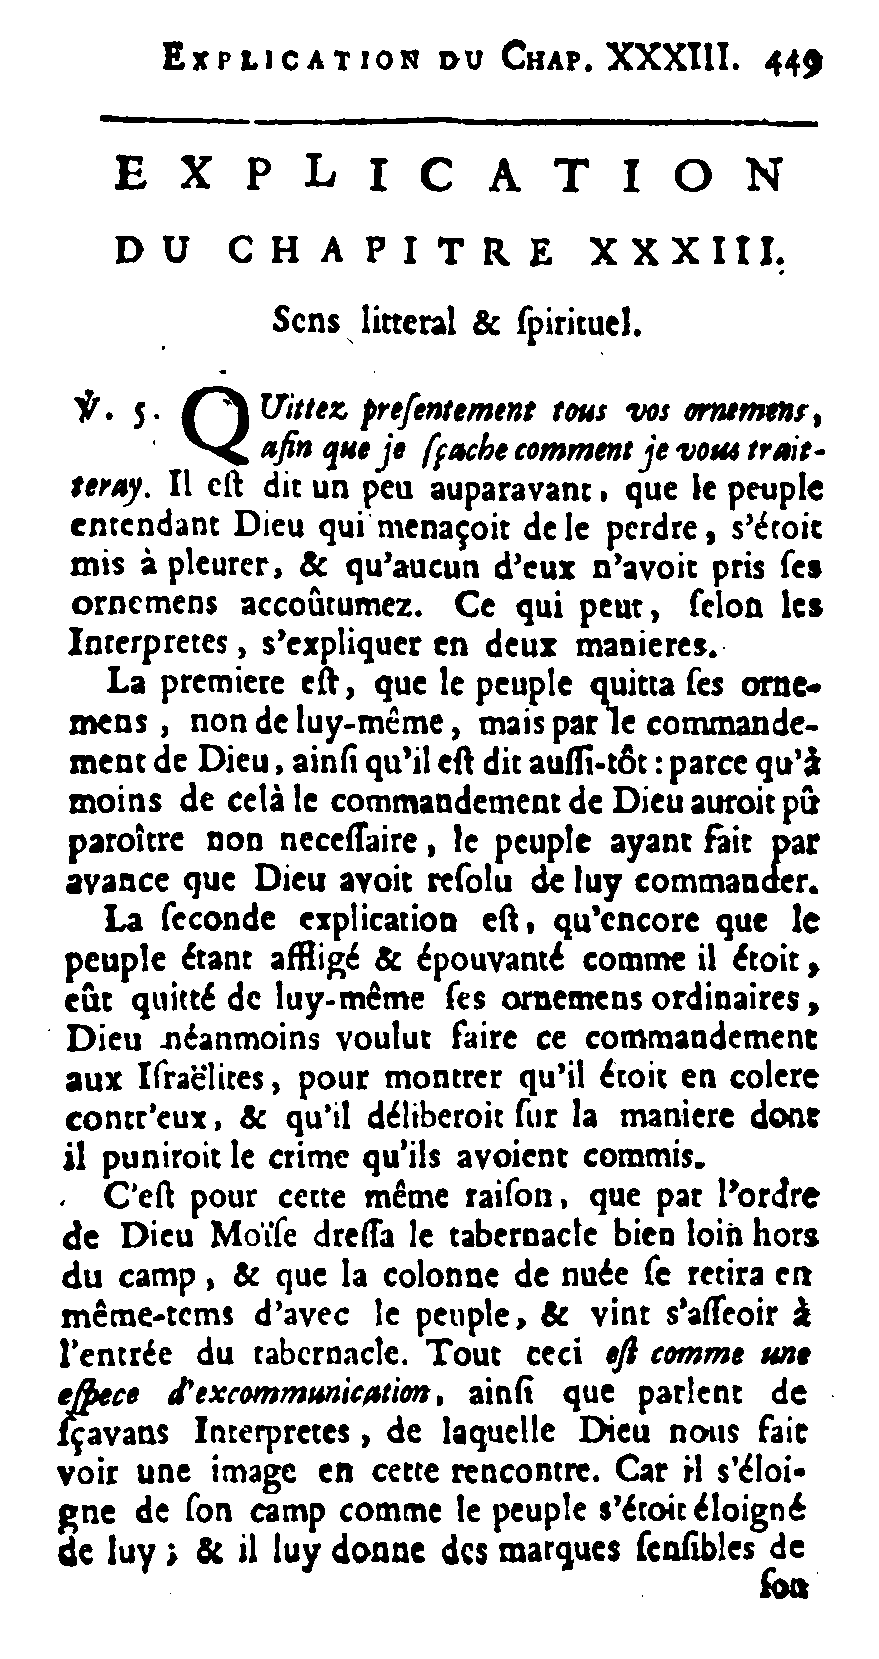 EXPLICATION DU CHAP. XXXIII. 449
EXPLICATION
DU CHAPITRE XXXIII.
Sens litteral & ſpirituel.
℣. 5. QUittez preſentement tous vos ornemens,
afin que je ſçache comment je vous trait-
teray. Il eſt dit un peu auparavant, que le peuple
entendant Dieu qui menaçoit de le perdre, s'étoit
mis à pleurer, & qu'aucun d'eux n'avoit pris ſes
ornemens accoûtumez. Ce qui peut, ſelon les
Interpretes, s'expliquer en deux manieres.
La premiere eſt, que le peuple quitta ſes orne-
mens, non de luy-même, mais par le commande-
ment de Dieu, ainſi qu'il eſt dit auſſi-tôt : parce qu'à
moins de celà le commandement de Dieu auroit pû
paroître non neceſſaire, le peuple ayant fait par
avance que Dieu avoit reſolu de luy commander.
La ſeconde explication eſt, qu'encore que le
peuple étant affligé & épouvanté comme il étoit,
eût quitté de luy-même ſes ornemens ordinaires,
Dieu néanmoins voulut faire ce commandement
aux Iſraëlites, pour montrer qu'il étoit en colere
contr'eux, & qu'il déliberoit ſur la maniere dont
il puniroit le crime qu'ils avoient commis.
C'eſt pour cette même raiſon, que par l'ordre
de Dieu Moïſe dreſſa le tabernacle bien loin hors
du camp, & que la colonne de nuée ſe retira en
même-tems d'avec le peuple, & vint s'aſſeoir à
l'entrée du tabernacle. Tout ceci eſt comme une
eſpece d'excommunication, ainſi que parlent de
ſçavans Interpretes, de laquelle Dieu nous fait
voir une image en cette rencontre. Car il s'éloi-
gne de ſon camp comme le peuple s'étoit éloigné
de luy ; & il luy donne des marques ſenſibles de
ſon